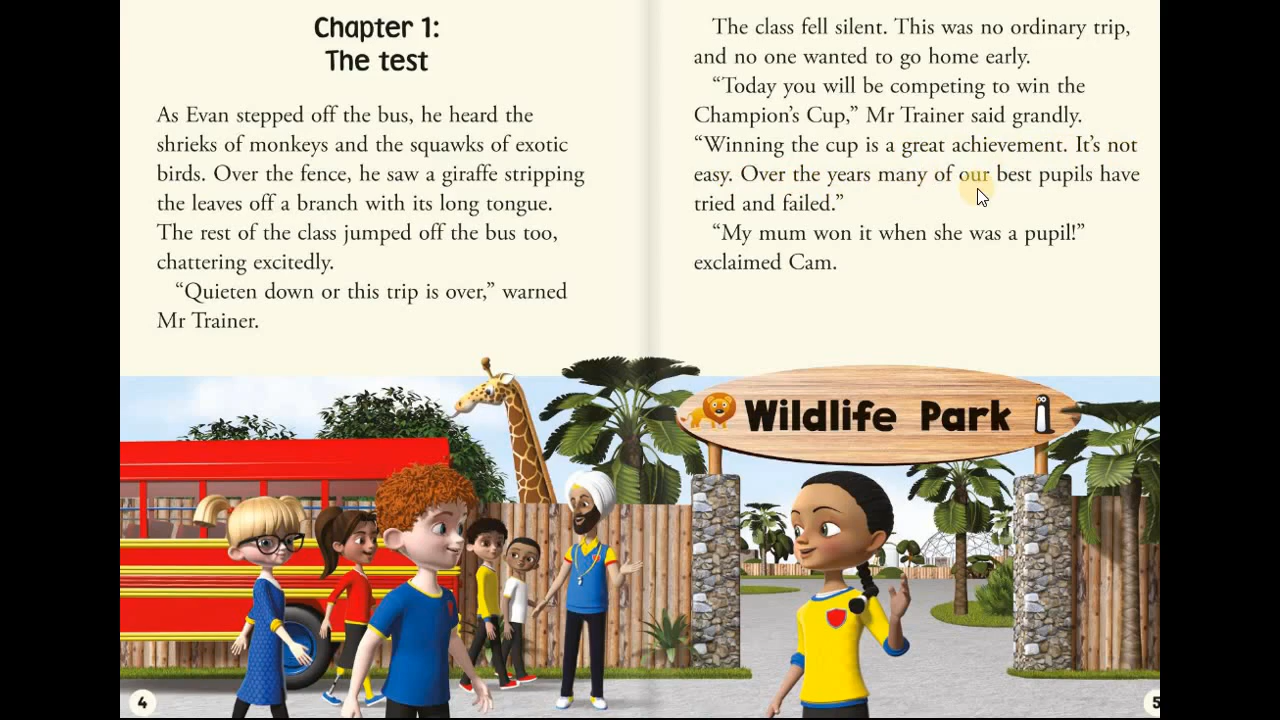 Chapter 1:
The test
As Evan stepped off the bus, he heard the
shrieks of monkeys and the squawks of exotic
birds. Over the fence, he saw a giraffe stripping
the leaves off a branch with its long tongue.
The rest of the class jumped off the bus too,
chattering excitedly.
“Quieten down or this trip is over,” warned
Mr Trainer.
4
The class fell silent. This was no ordinary trip,
and no one wanted to go home early.
“Today you will be competing to win the
Champion’s Cup,” Mr Trainer said grandly.
“Winning the cup is a great achievement. It’s not
easy. Over the years many of our best pupils have
tried and failed.”
“My mum won it when she was a pupil!”
exclaimed Cam.
Wildlife Park
5